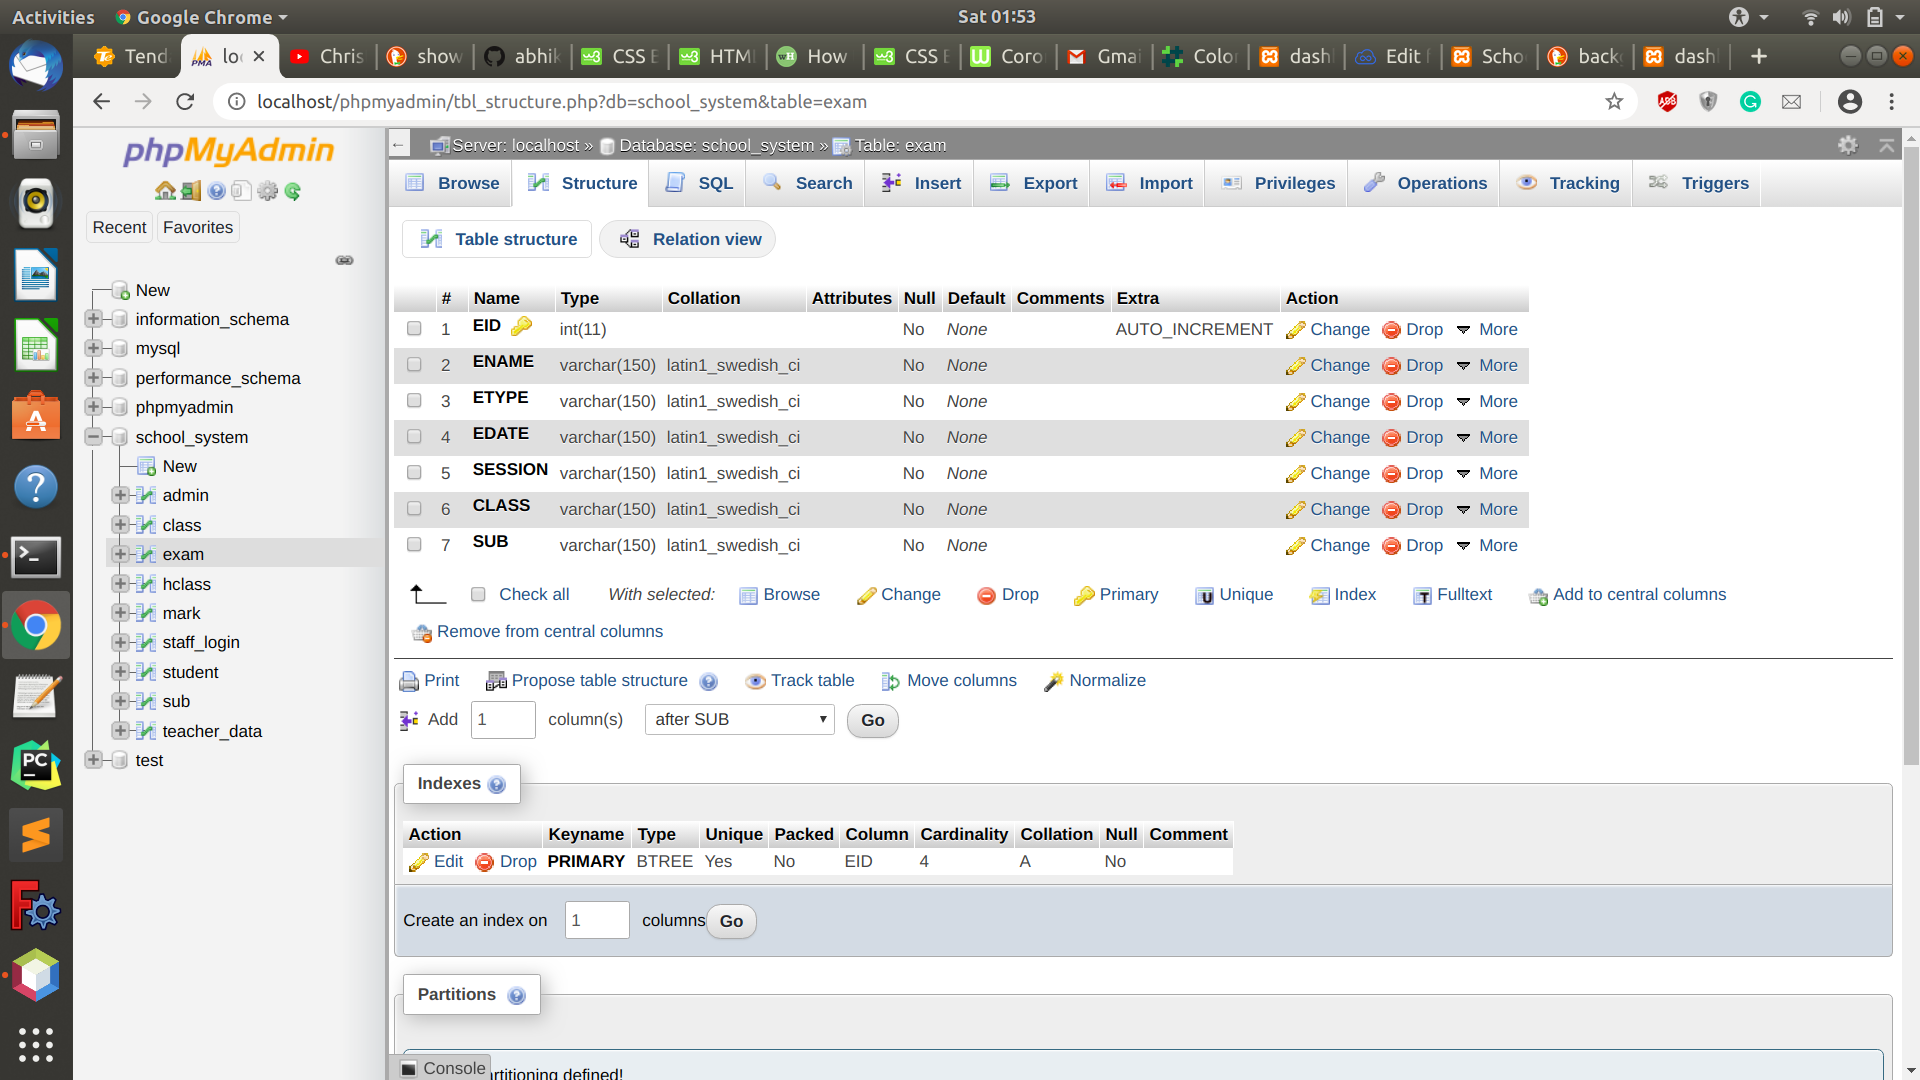 Activities
Google Chrome
Sat 01:53
Tend
loc
Chris
show
abhik
CSS E
HTML
How
CSS E
Coro
Gmai
Color
dash
Edit f
Scho
back
dash
localhost/phpmyadmin/tbl_structure.php?db=school_system&table=exam
phpMyAdmin
Recent
Favorites
New
information_schema
mysql
performance_schema
phpmyadmin
school_system
New
admin
class
exam
hclass
mark
staff_login
student
sub
teacher_data
test
Server: localhost » Database: school_system » Table: exam
Browse Structure SQL Search Insert Export Import Privileges Operations Tracking Triggers
Table structure Relation view
# Name Type Collation Attributes Null Default Comments Extra Action
1 EID int(11) No None AUTO_INCREMENT Change Drop More
2 ENAME varchar(150) latin1_swedish_ci No None Change Drop More
3 ETYPE varchar(150) latin1_swedish_ci No None Change Drop More
4 EDATE varchar(150) latin1_swedish_ci No None Change Drop More
5 SESSION varchar(150) latin1_swedish_ci No None Change Drop More
6 CLASS varchar(150) latin1_swedish_ci No None Change Drop More
7 SUB varchar(150) latin1_swedish_ci No None Change Drop More
Check all With selected: Browse Change Drop Primary Unique Index Fulltext Add to central columns
Remove from central columns
Print Propose table structure Track table Move columns Normalize
Add 1 column(s) after SUB Go
Indexes
Action Keyname Type Unique Packed Column Cardinality Collation Null Comment
Edit Drop PRIMARY BTREE Yes No EID 4 A No
Create an index on 1 columns Go
Partitions
Console
artitioning defined!